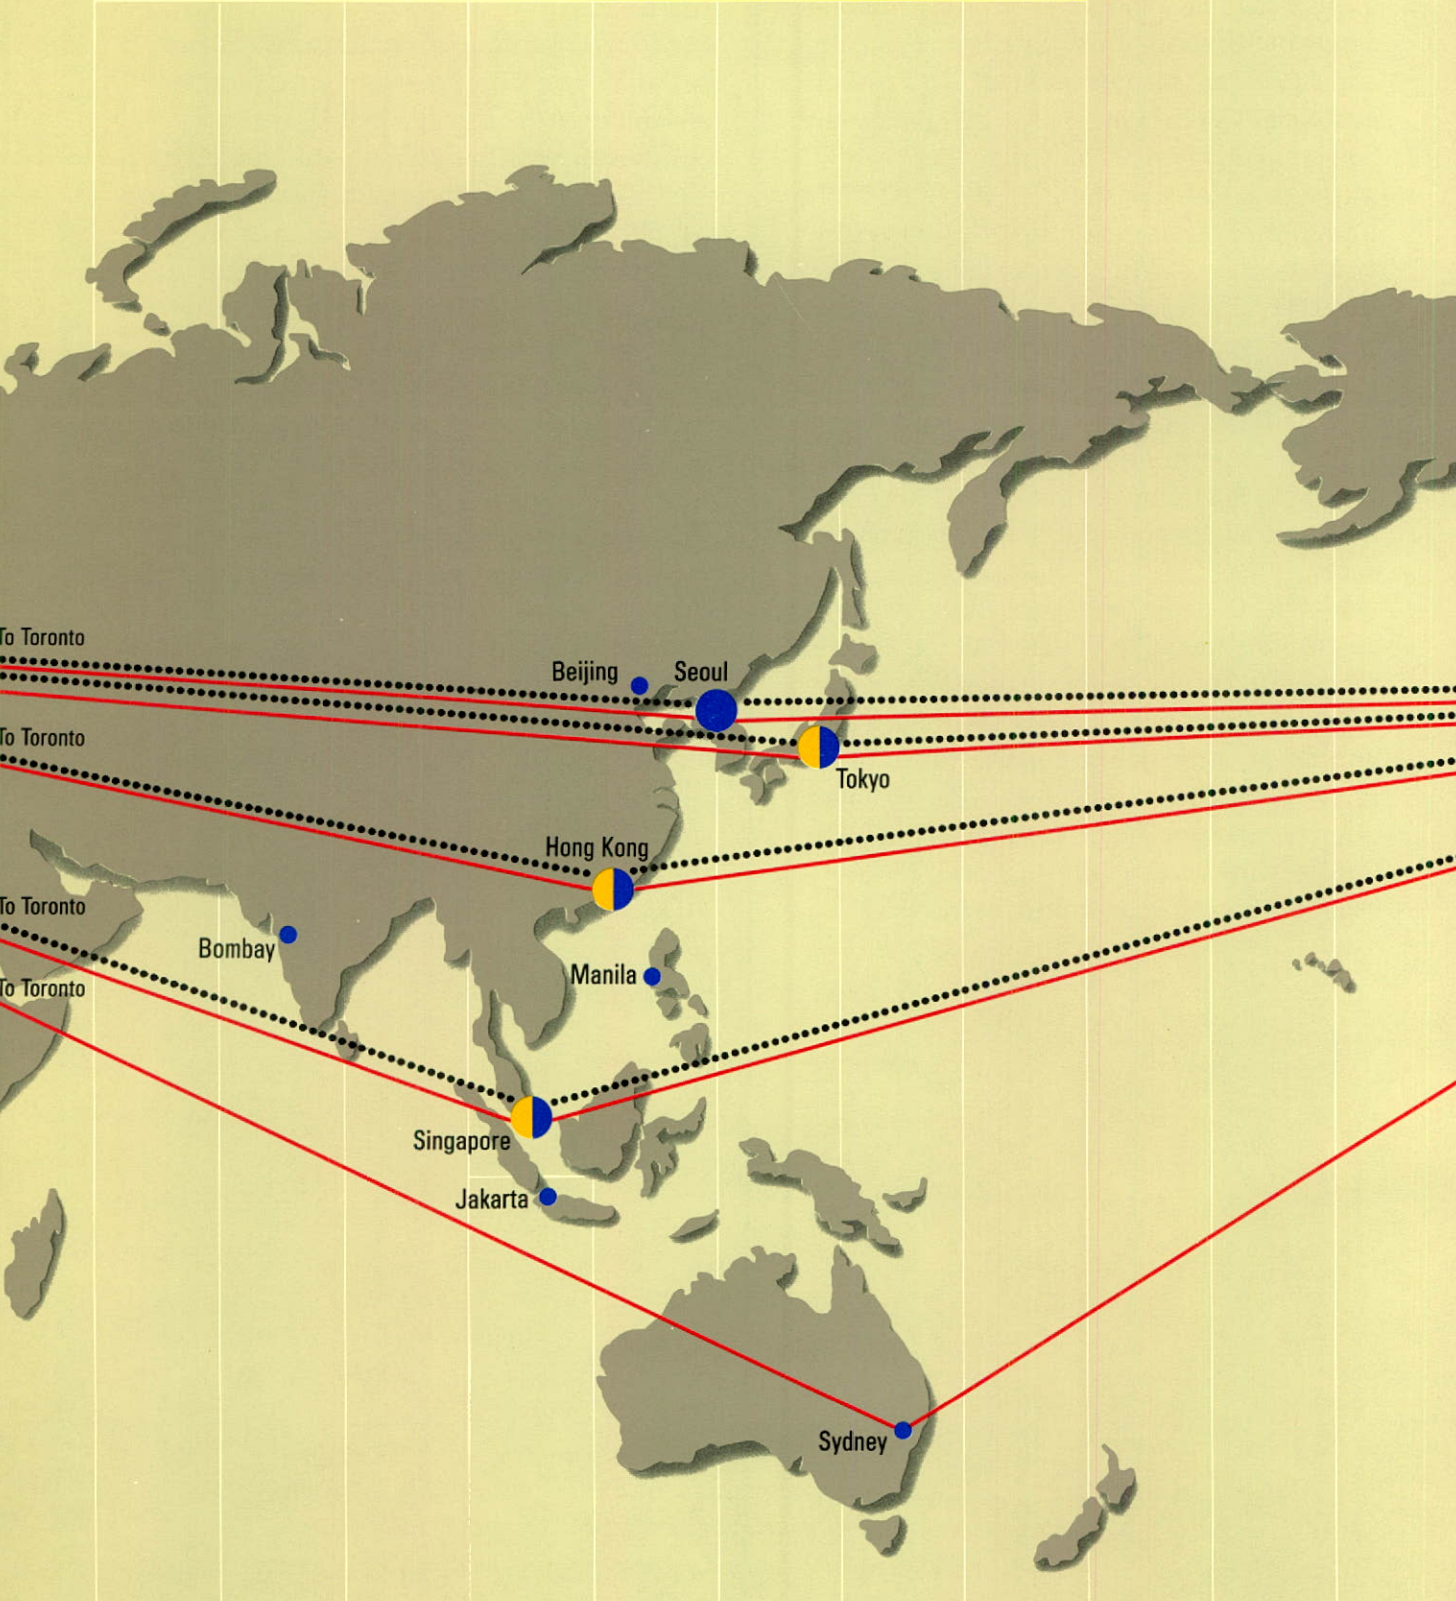 To Toronto
Beijing
Seoul
To Toronto
Tokyo
Hong Kong
To Toronto
Bombay
Manila
To Toronto
Singapore
Jakarta
Sydney